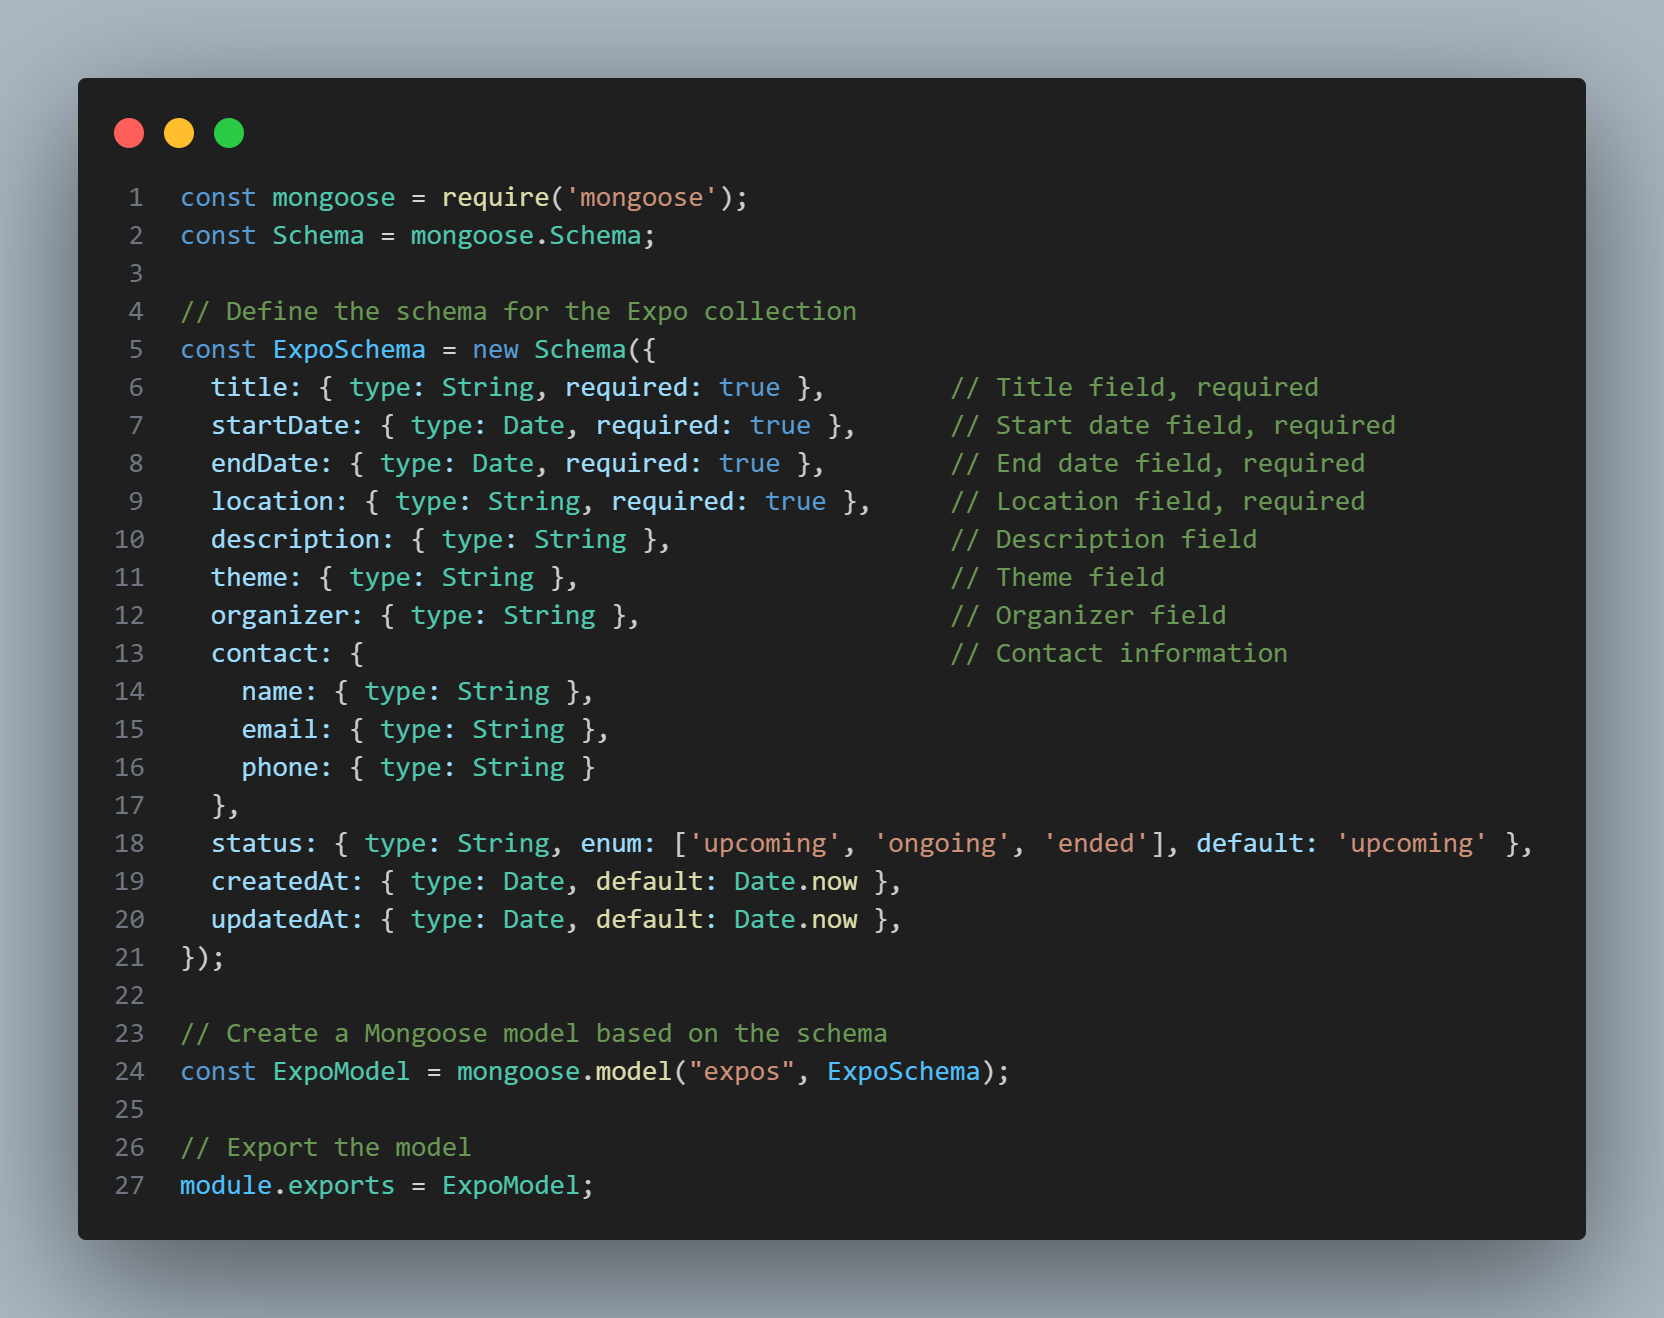 1 const mongoose = require('mongoose');
2 const Schema = mongoose.Schema;
3
4 // Define the schema for the Expo collection
5 const ExpoSchema = new Schema({
6   title: { type: String, required: true },        // Title field, required
7   startDate: { type: Date, required: true },      // Start date field, required
8   endDate: { type: Date, required: true },        // End date field, required
9   location: { type: String, required: true },     // Location field, required
10   description: { type: String },                  // Description field
11   theme: { type: String },                        // Theme field
12   organizer: { type: String },                    // Organizer field
13   contact: {                                      // Contact information
14     name: { type: String },
15     email: { type: String },
16     phone: { type: String }
17   },
18   status: { type: String, enum: ['upcoming', 'ongoing', 'ended'], default: 'upcoming' },
19   createdAt: { type: Date, default: Date.now },
20   updatedAt: { type: Date, default: Date.now },
21 });
22
23 // Create a Mongoose model based on the schema
24 const ExpoModel = mongoose.model("expos", ExpoSchema);
25
26 // Export the model
27 module.exports = ExpoModel;